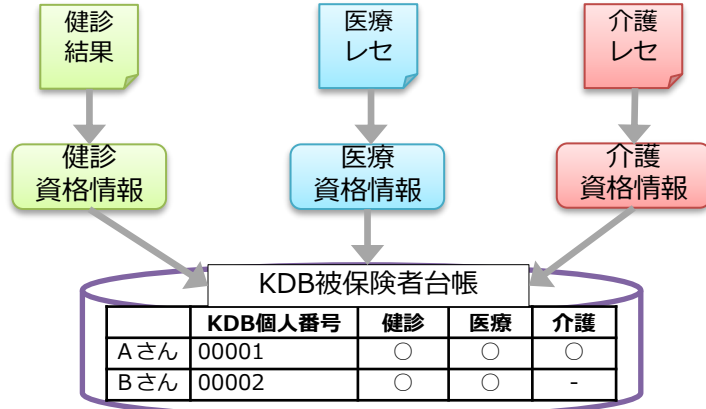 健診
結果
医療
レセ
介護
レセ
健診
資格情報
医療
資格情報
介護
資格情報
KDB被保険者台帳
KDB個人番号 健診 医療 介護
Ａさん 00001 ○ ○ ○
Ｂさん 00002 ○ ○ -